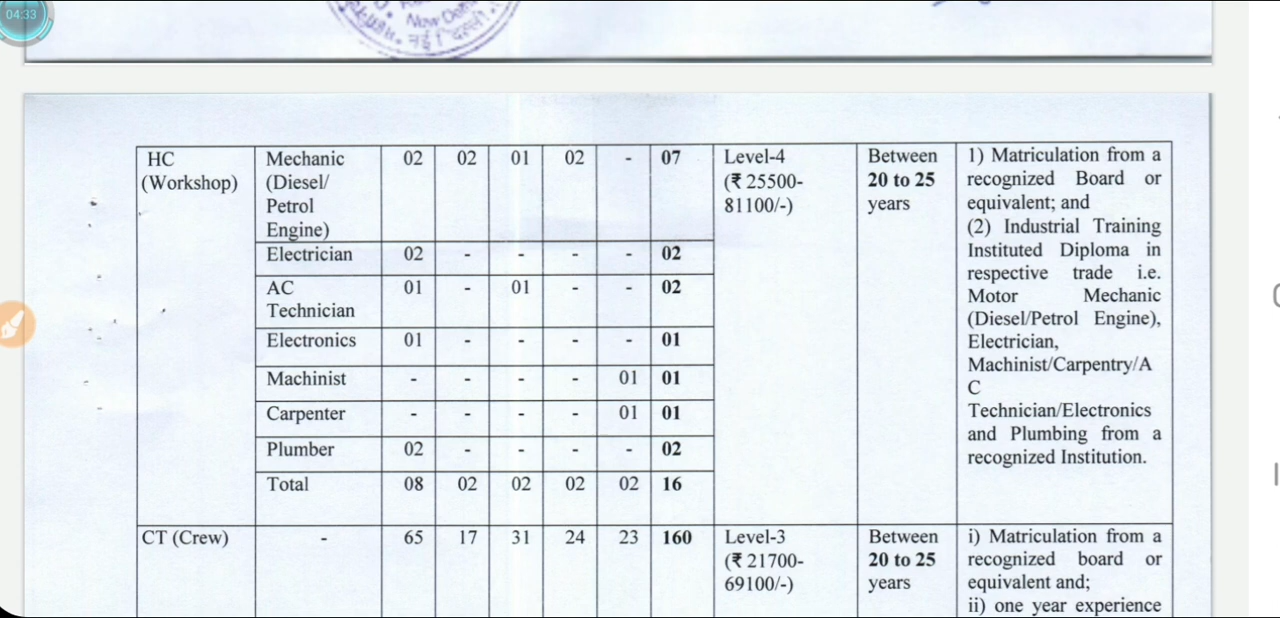 04:33
New Delhi
नई दिल्ली
HC
(Workshop)
Mechanic
(Diesel/
Petrol
Engine)
02 02 01 02 - 07
Level-4
(₹ 25500-
81100/-)
Between
20 to 25
years
1) Matriculation from a
recognized Board or
equivalent; and
(2) Industrial Training
Instituted Diploma in
respective trade i.e.
Motor Mechanic
(Diesel/Petrol Engine),
Electrician,
Machinist/Carpentry/A
C
Technician/Electronics
and Plumbing from a
recognized Institution.
Electrician 02 - - - - 02
AC
Technician
01 - 01 - - 02
Electronics 01 - - - - 01
Machinist - - - - 01 01
Carpenter - - - - 01 01
Plumber 02 - - - - 02
Total 08 02 02 02 02 16
CT (Crew) - 65 17 31 24 23 160
Level-3
(₹ 21700-
69100/-)
Between
20 to 25
years
i) Matriculation from a
recognized board or
equivalent and;
ii) one year experience